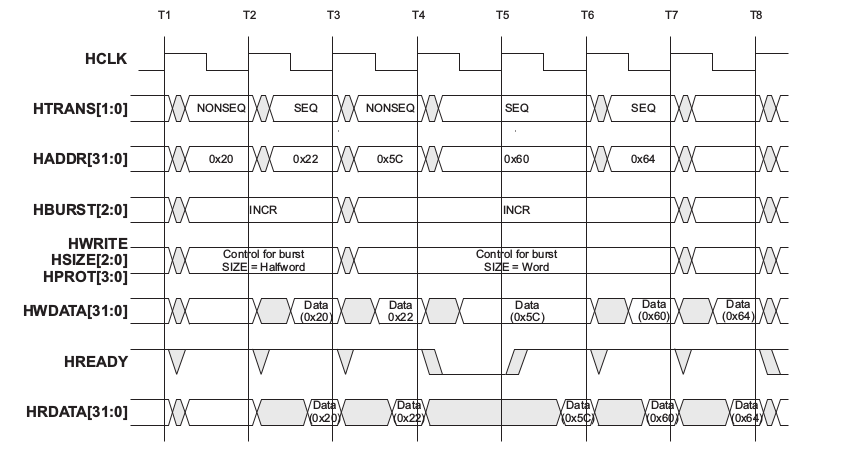 T1 T2 T3 T4 T5 T6 T7 T8
HCLK
HTRANS[1:0] NONSEQ SEQ NONSEQ SEQ SEQ
HADDR[31:0] 0x20 0x22 0x5C 0x60 0x64
HBURST[2:0] INCR INCR
HWRITE
HSIZE[2:0]
HPROT[3:0]
Control for burst
SIZE = Halfword
Control for burst
SIZE = Word
HWDATA[31:0]
Data
(0x20)
Data
0x22
Data
(0x5C)
Data
(0x60)
Data
(0x64)
HREADY
HRDATA[31:0]
Data
(0x20)
Data
(0x22)
Data
(0x5C)
Data
(0x60)
Data
(0x64)